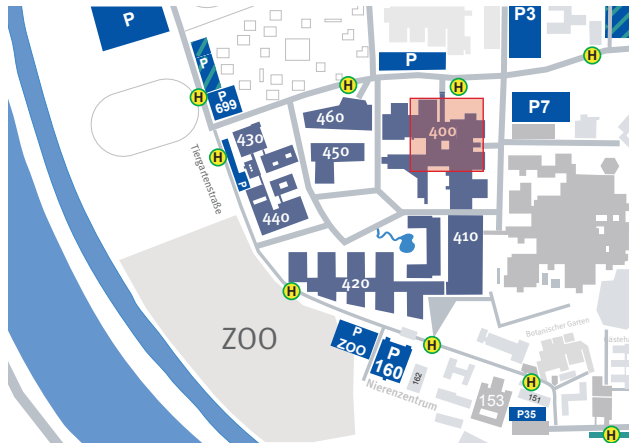 P
P3
P
P
H
H
H
H
P
699
P7
460
400
430
H
450
Tiergartenstraße
P
440
410
420
H
ZOO
P
ZOO
P
160
H
Botanischer Garten
162
Nierenzentrum
H
153
151
P35
H